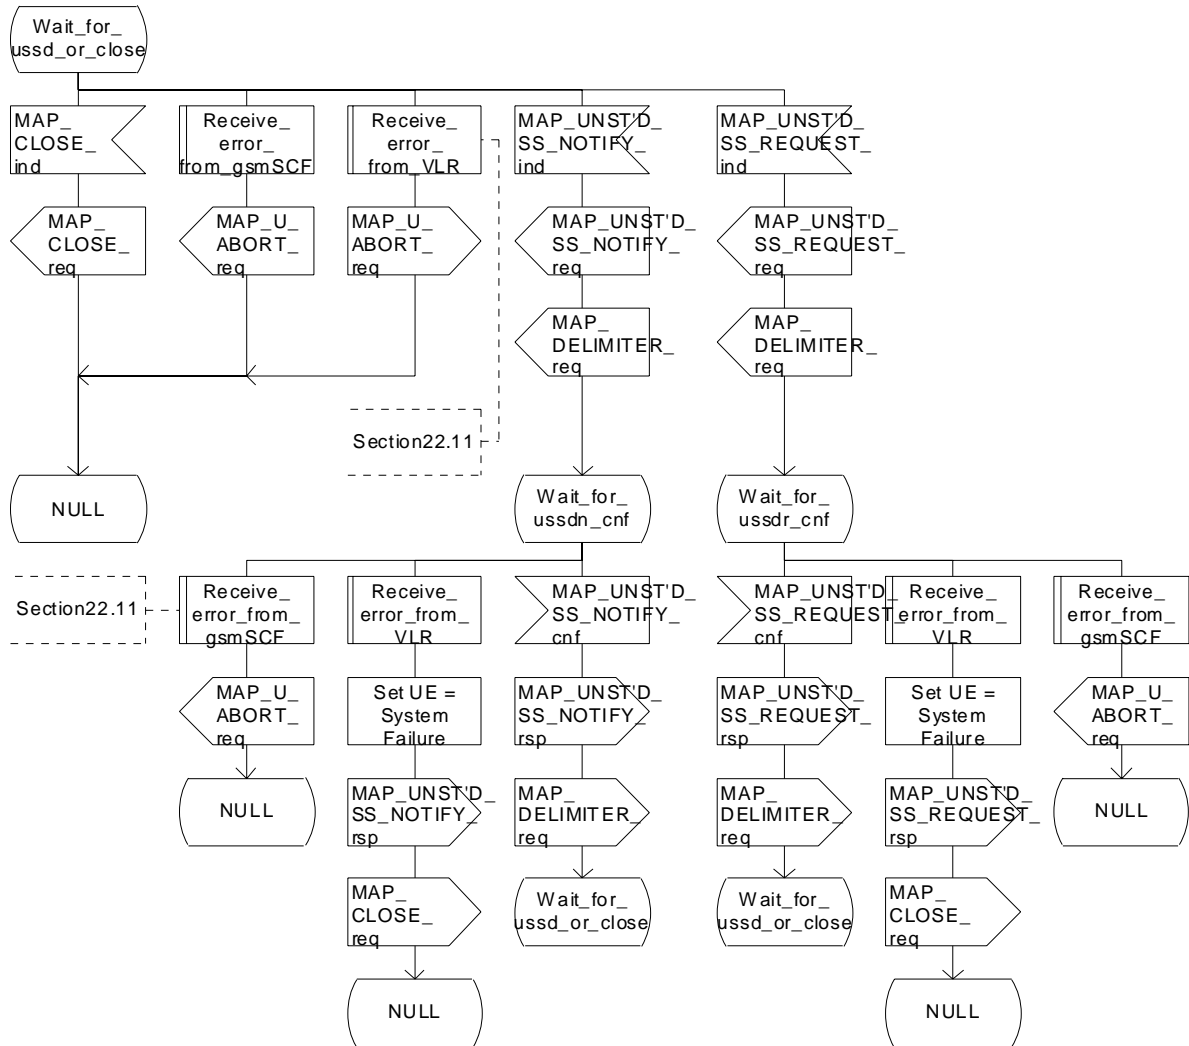 Wait_for_
ussd_or_close
MAP_
CLOSE_
ind
Receive_
error_
from_gsmSCF
Receive_
error_
from_VLR
MAP_UNST'D_
SS_NOTIFY_
ind
MAP_UNST'D_
SS_REQUEST_
ind
MAP_
CLOSE_
req
MAP_U_
ABORT_
req
MAP_U_
ABORT_
req
MAP_UNST'D_
SS_NOTIFY_
req
MAP_UNST'D_
SS_REQUEST_
req
MAP_
DELIMITER_
req
MAP_
DELIMITER_
req
Section22.11
NULL
Wait_for_
ussdn_cnf
Wait_for_
ussdr_cnf
Section22.11
Receive_
error_from_
gsmSCF
Receive_
error_from_
VLR
MAP_UNST'D_
SS_NOTIFY_
cnf
MAP_UNST'D_
SS_REQUEST_
cnf
Receive_
error_from_
VLR
Receive_
error_from_
gsmSCF
MAP_U_
ABORT_
req
Set UE =
System
Failure
MAP_UNST'D_
SS_NOTIFY_
rsp
MAP_UNST'D_
SS_REQUEST_
rsp
Set UE =
System
Failure
MAP_U_
ABORT_
req
NULL
MAP_UNST'D_
SS_NOTIFY_
rsp
MAP_
DELIMITER_
req
MAP_
DELIMITER_
req
MAP_UNST'D_
SS_REQUEST_
rsp
NULL
MAP_
CLOSE_
req
Wait_for_
ussd_or_close
Wait_for_
ussd_or_close
MAP_
CLOSE_
req
NULL
NULL